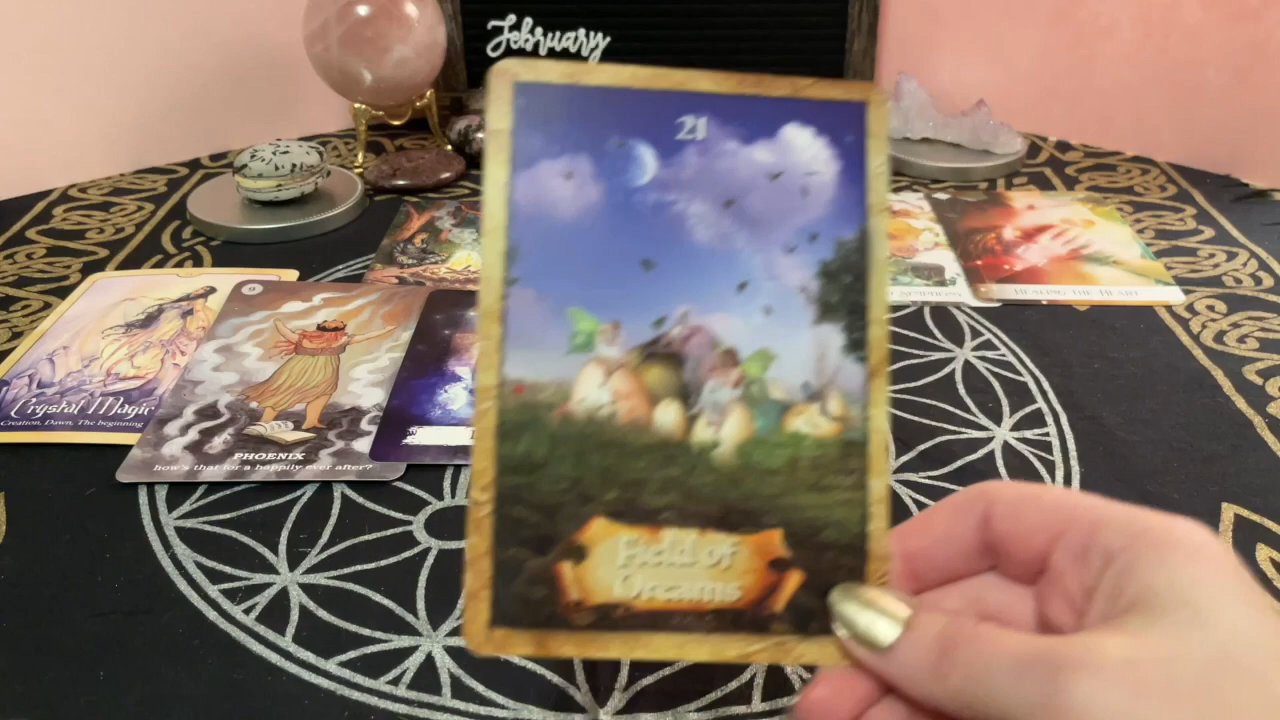 February
21
Field of
Dreams
Crystal Magic
Creation, Dawn, The beginning
9
PHOENIX
how's that for a happily ever after?
HEALING THE HEART